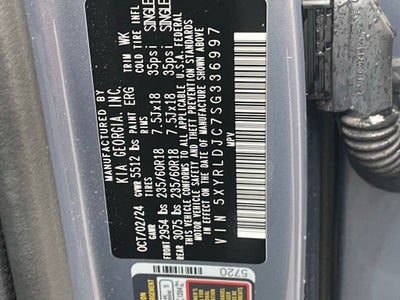 MANUFACTURED BY
KIA GEORGIA, INC.
OCT/02/24 GVWR 5512 lbs PAINT ERG TRIM WK
GAWR TIRES RIMS COLD TIRE INFL
FRONT 2954 lbs 235/60R18 7.5JX18 35psi SINGLE
REAR 3075 lbs 235/60R18 7.5JX18 35psi SINGLE
THIS VEHICLE CONFORMS TO ALL APPLICABLE U.S.A. FEDERAL
MOTOR VEHICLE SAFETY AND THEFT PREVENTION STANDARDS
IN EFFECT ON THE DATE OF MANUFACTURE SHOWN ABOVE
VIN 5XYRLDJC7SG336997
MPV
5720